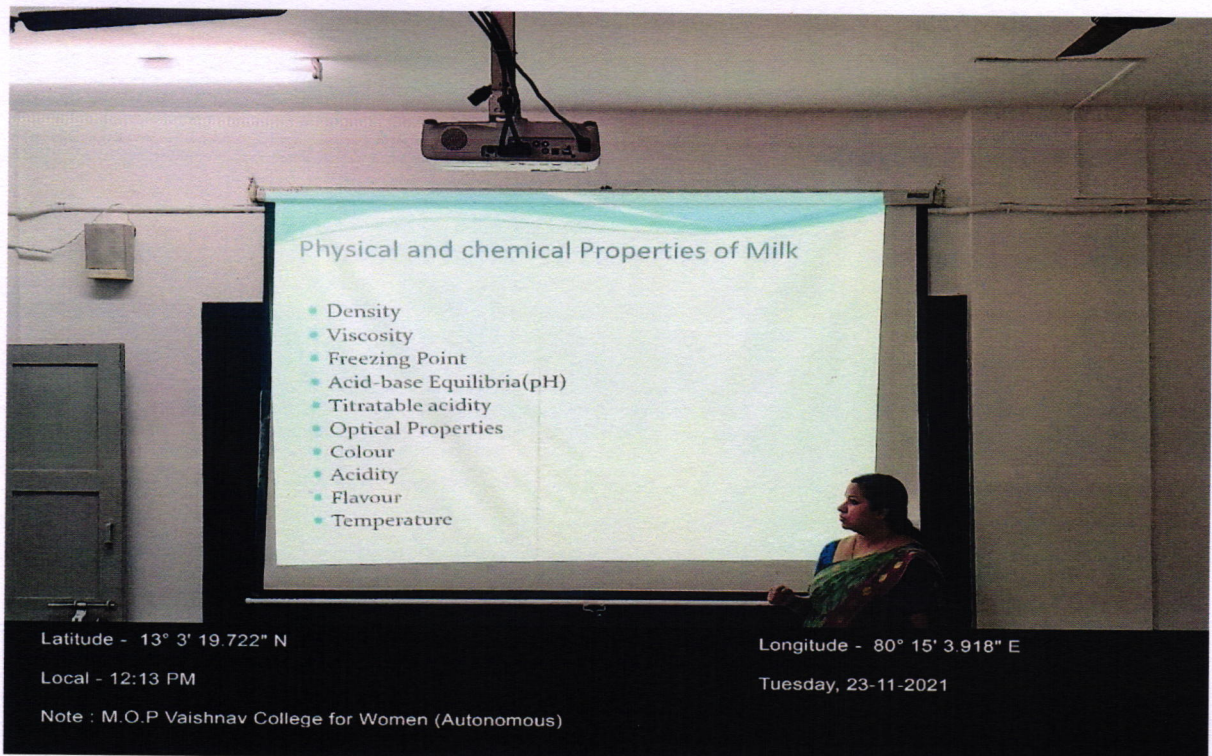 Physical and chemical Properties of Milk
Density
Viscosity
Freezing Point
Acid-base Equilibria(pH)
Titratable acidity
Optical Properties
Colour
Acidity
Flavour
Temperature
Latitude - 13° 3' 19.722" N
Longitude - 80° 15' 3.918" E
Local - 12:13 PM
Tuesday, 23-11-2021
Note : M.O.P Vaishnav College for Women (Autonomous)